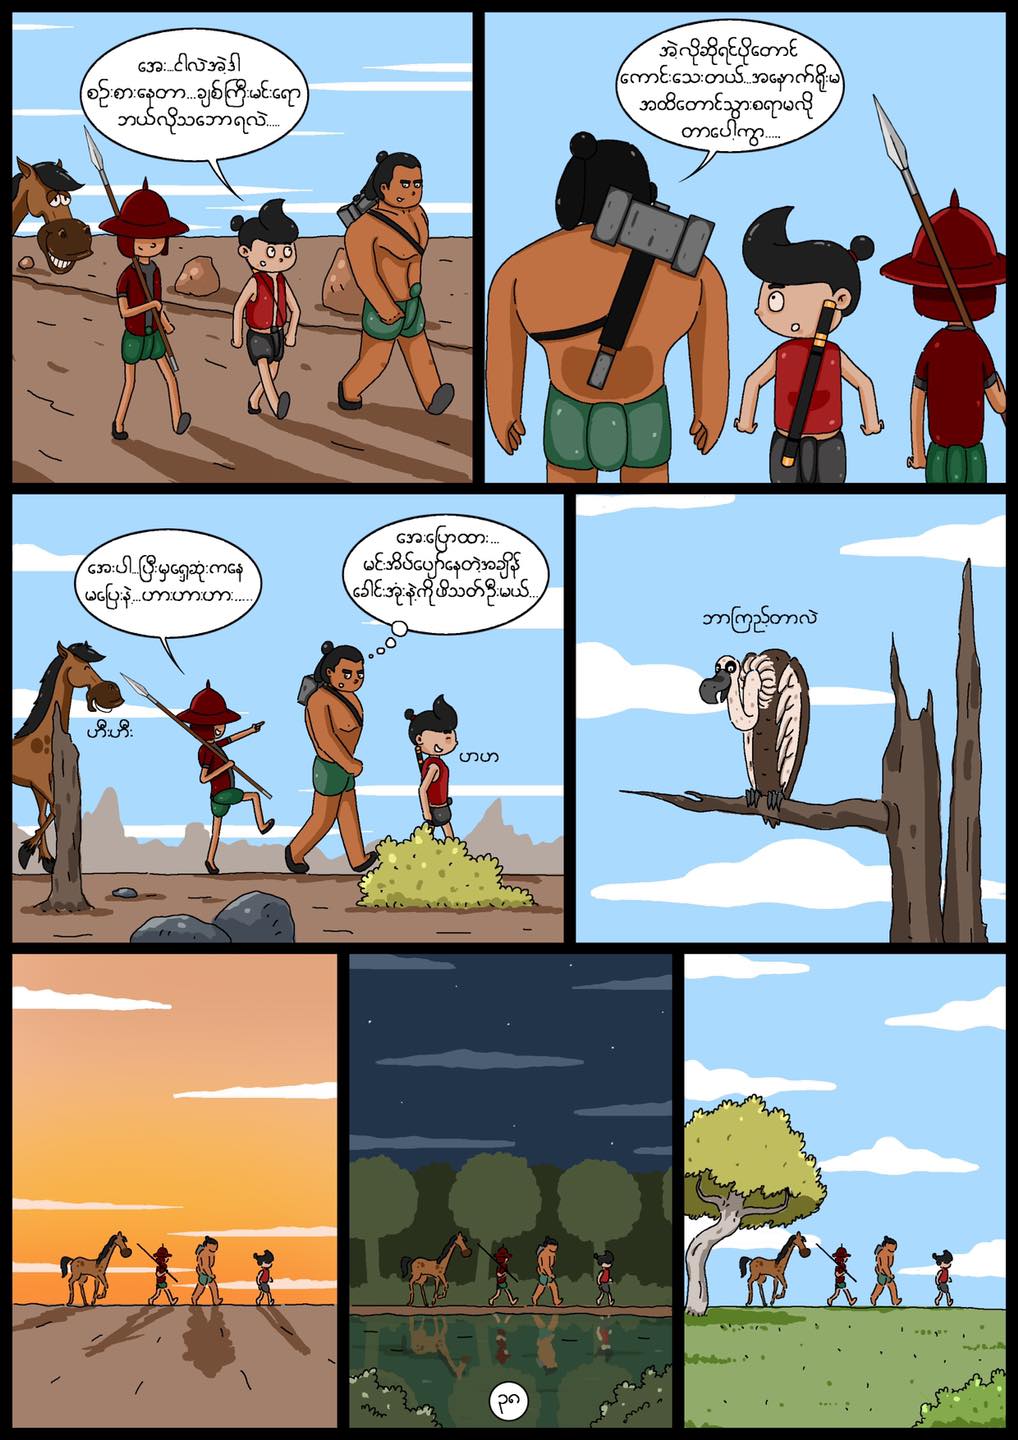 အေး...ငါလဲအဲ့ဒါ
စဉ်းစားနေတာ...ချစ်ကြီးမင်းရော
ဘယ်လိုသဘောရလဲ.....
အဲ့လိုဆိုရင်ပိုတောင်
ကောင်းသေးတယ်...အနောက်ရိုးမ
အထိတောင်သွားစရာမလို
တာပေါ့ကွာ.....
အေးပါ...ပြီးမှရှေ့ဆုံးကနေ
မပြေးနဲ့...ဟားဟားဟား......
အေးပြောထား...
မင်းအိပ်ပျော်နေတဲ့အချိန်
ခေါင်းအုံးနဲ့ကိုဖိသတ်ဦးမယ်...
ဟီးဟီး
ဟဟ
ဘာကြည့်တာလဲ
၃၈